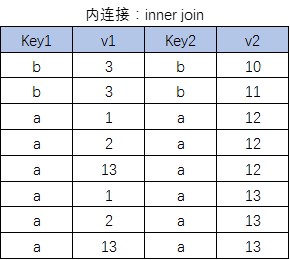 内连接：inner join
Key1 v1 Key2 v2
b 3 b 10
b 3 b 11
a 1 a 12
a 2 a 12
a 13 a 12
a 1 a 13
a 2 a 13
a 13 a 13